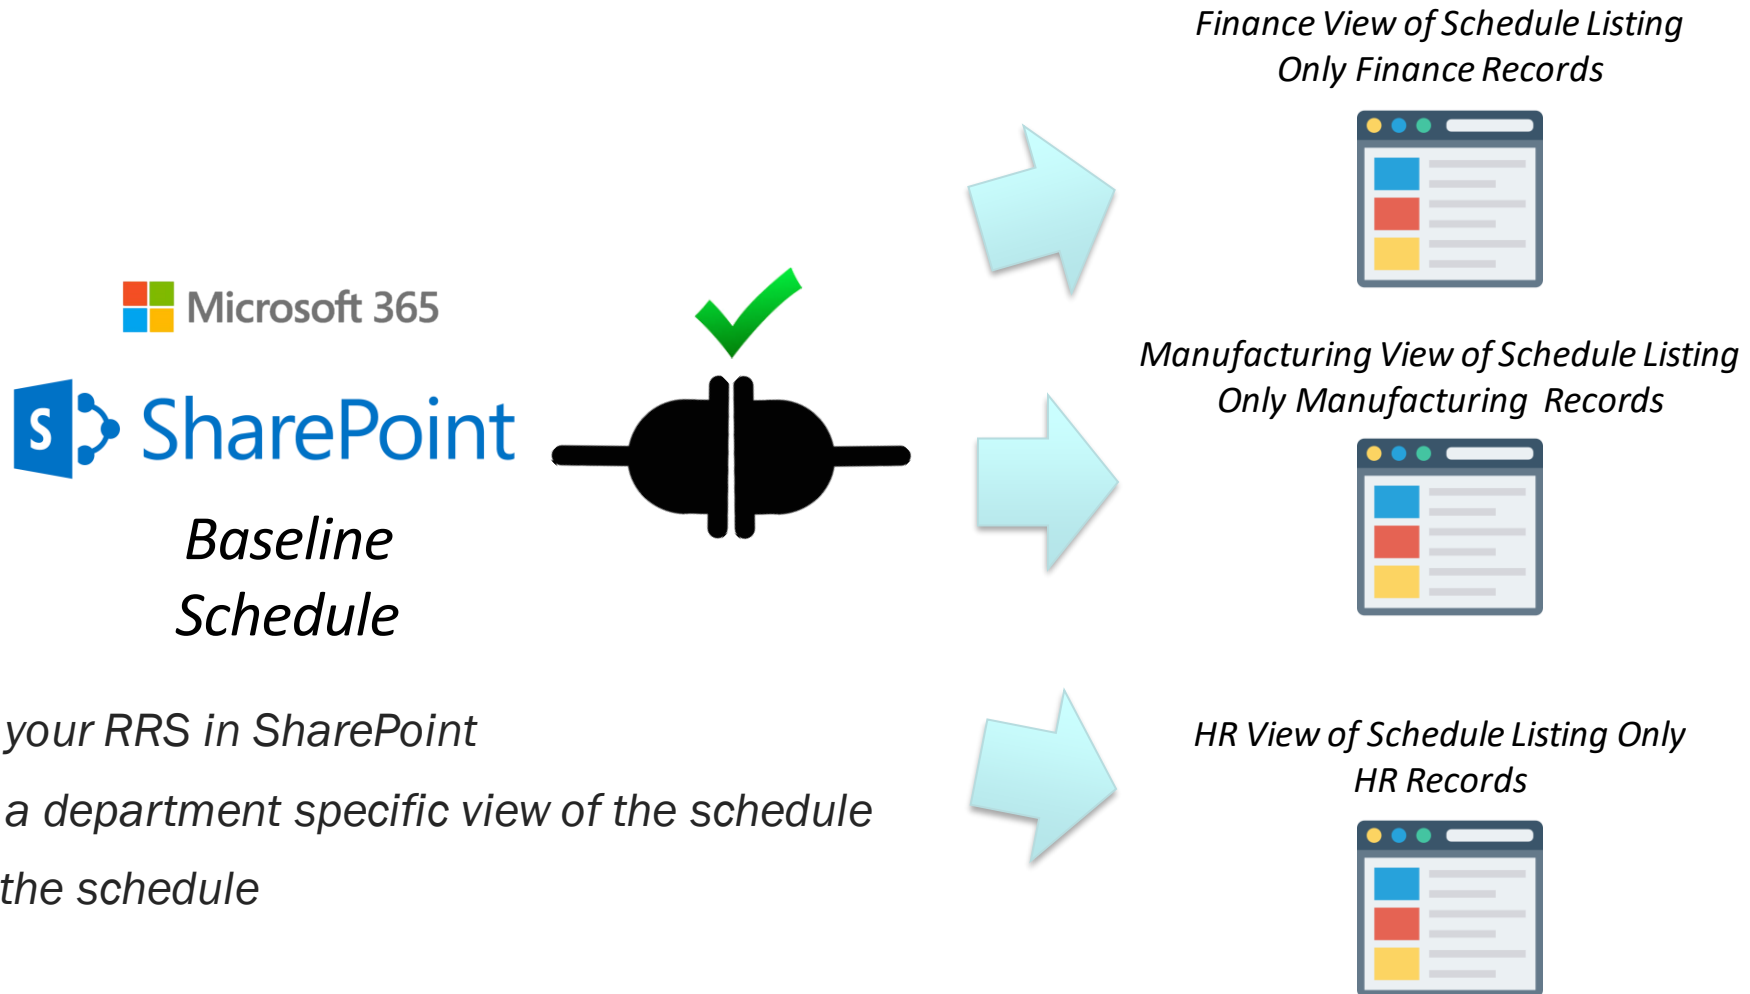 Finance View of Schedule Listing
Only Finance Records
Microsoft 365
S SharePoint
Baseline
Schedule
Manufacturing View of Schedule Listing
Only Manufacturing Records
your RRS in SharePoint
a department specific view of the schedule
the schedule
HR View of Schedule Listing Only
HR Records